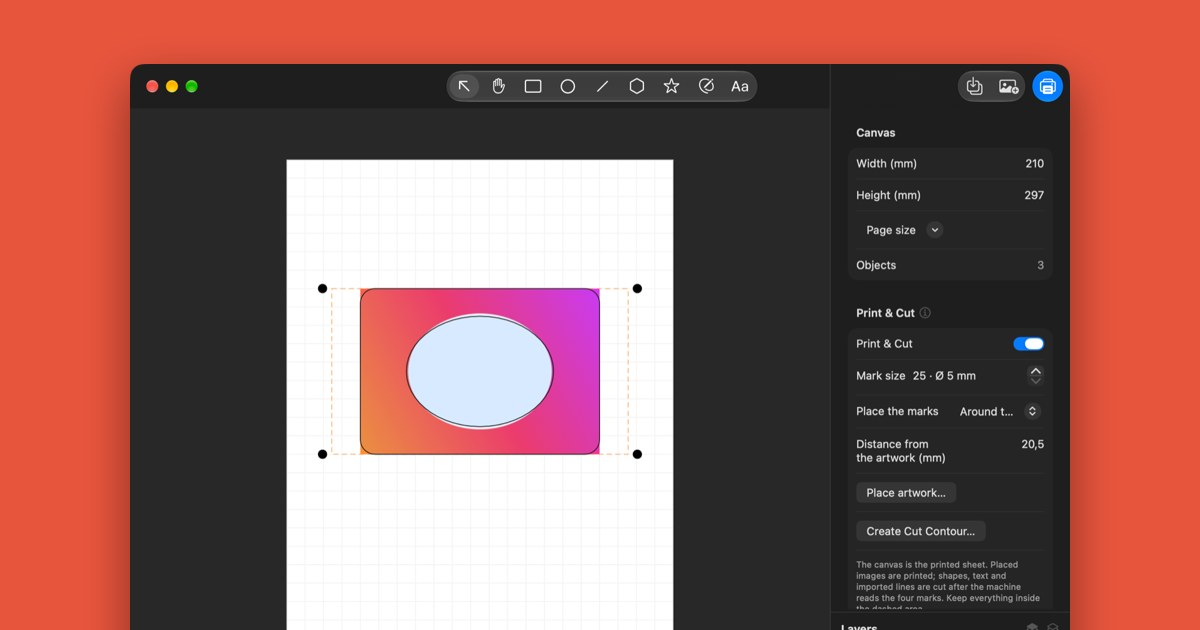 Aa
Canvas
Width (mm) 210
Height (mm) 297
Page size
Objects 3
Print & Cut
Print & Cut
Mark size 25 · Ø 5 mm
Place the marks Around t...
Distance from
the artwork (mm) 20,5
Place artwork...
Create Cut Contour...
The canvas is the printed sheet. Placed
images are printed; shapes, text and
imported lines are cut after the machine
reads the four marks. Keep everything inside
the dashed area.
Layers